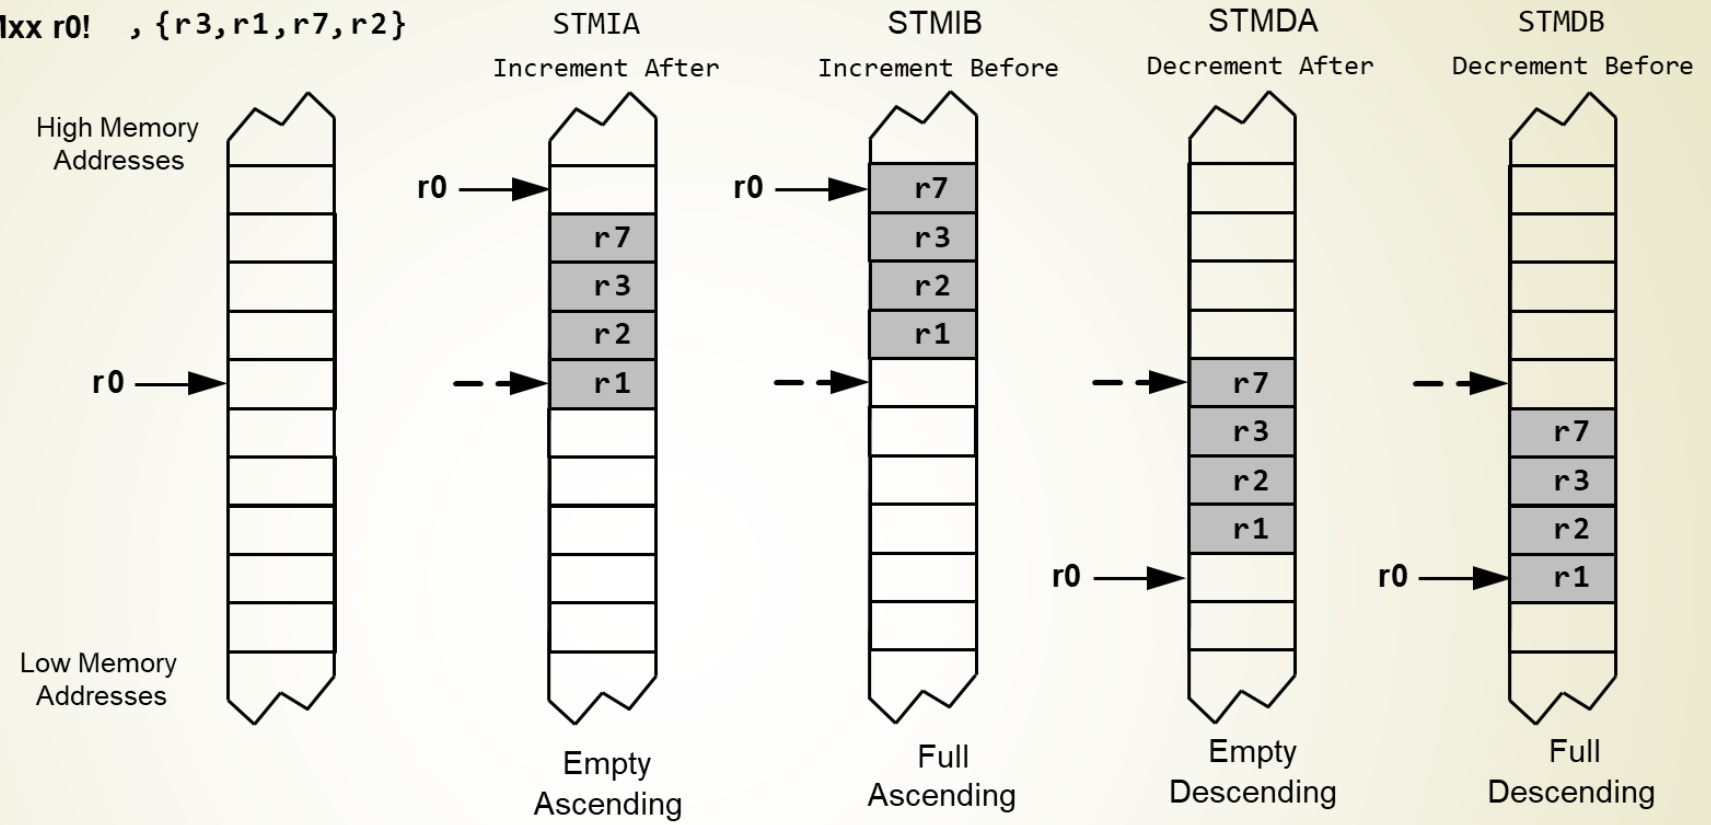 Mxx r0! , {r3,r1,r7,r2}
STMIA
Increment After
STMIB
Increment Before
STMDA
Decrement After
STMDB
Decrement Before
High Memory
Addresses
r0
Low Memory
Addresses
r0
r7
r3
r2
r1
Empty
Ascending
r0
r7
r3
r2
r1
Full
Ascending
r7
r3
r2
r1
r0
Empty
Descending
r7
r3
r2
r0
r1
Full
Descending